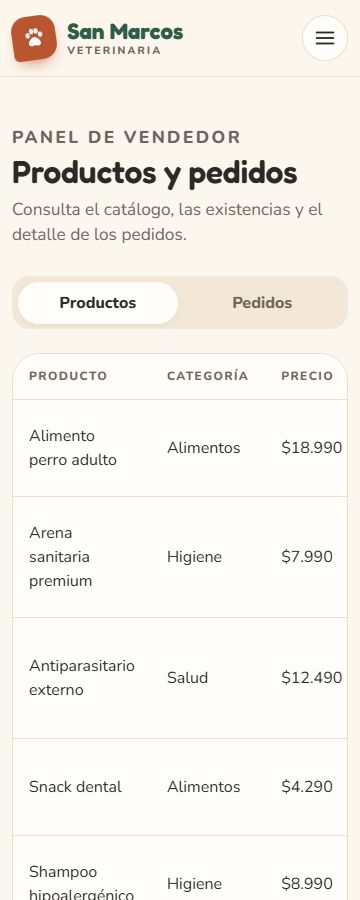 San Marcos
VETERINARIA
PANEL DE VENDEDOR
Productos y pedidos
Consulta el catálogo, las existencias y el
detalle de los pedidos.
Productos Pedidos
PRODUCTO CATEGORÍA PRECIO
Alimento
perro adulto
Alimentos
$18.990
Arena
sanitaria
premium
Higiene
$7.990
Antiparasitario
externo
Salud
$12.490
Snack dental Alimentos $4.290
Shampoo
hipoalergénico
Higiene
$8.990